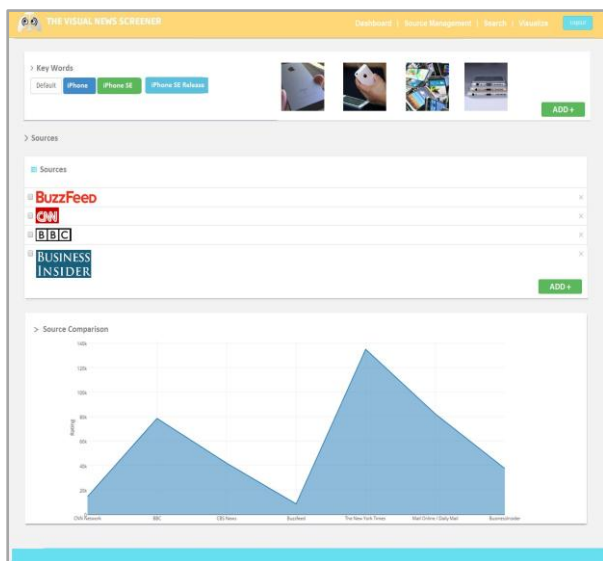 THE VISUAL NEWS SCREENER
Dashboard | Source Management | Search | Visualize
> Key Words
Default iPhone iPhone SE iPhone SE Release
ADD +
> Sources
Sources
BuzzFeed
CNN
BBC
BUSINESS
INSIDER
ADD +
> Source Comparison
140k
120k
100k
80k
60k
40k
20k
0
Rating
CNN Network BBC CBS News Buzzfeed The New York Times Mail Online / Daily Mail BusinessInsider